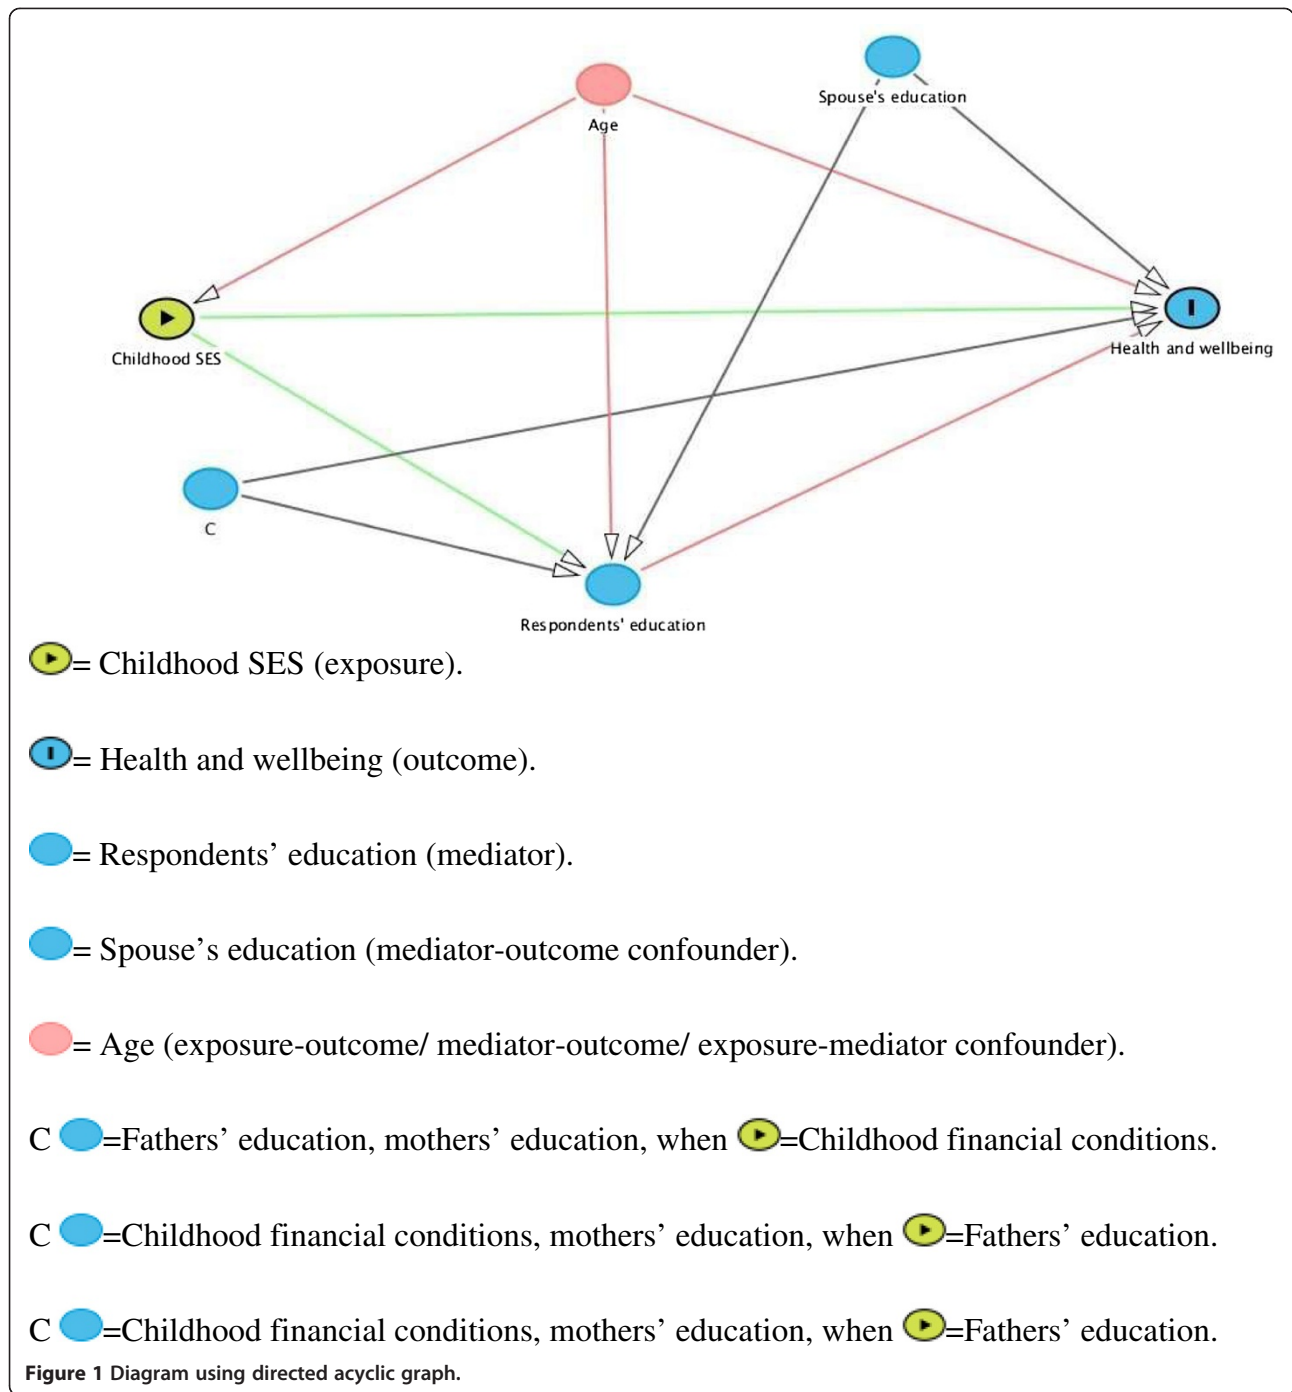 Age
Spouse's education
Childhood SES
Health and wellbeing
C
Respondents' education
= Childhood SES (exposure).
= Health and wellbeing (outcome).
= Respondents’ education (mediator).
= Spouse’s education (mediator-outcome confounder).
= Age (exposure-outcome/ mediator-outcome/ exposure-mediator confounder).
C =Fathers’ education, mothers’ education, when =Childhood financial conditions.
C =Childhood financial conditions, mothers’ education, when =Fathers’ education.
C =Childhood financial conditions, mothers’ education, when =Fathers’ education.
Figure 1 Diagram using directed acyclic graph.